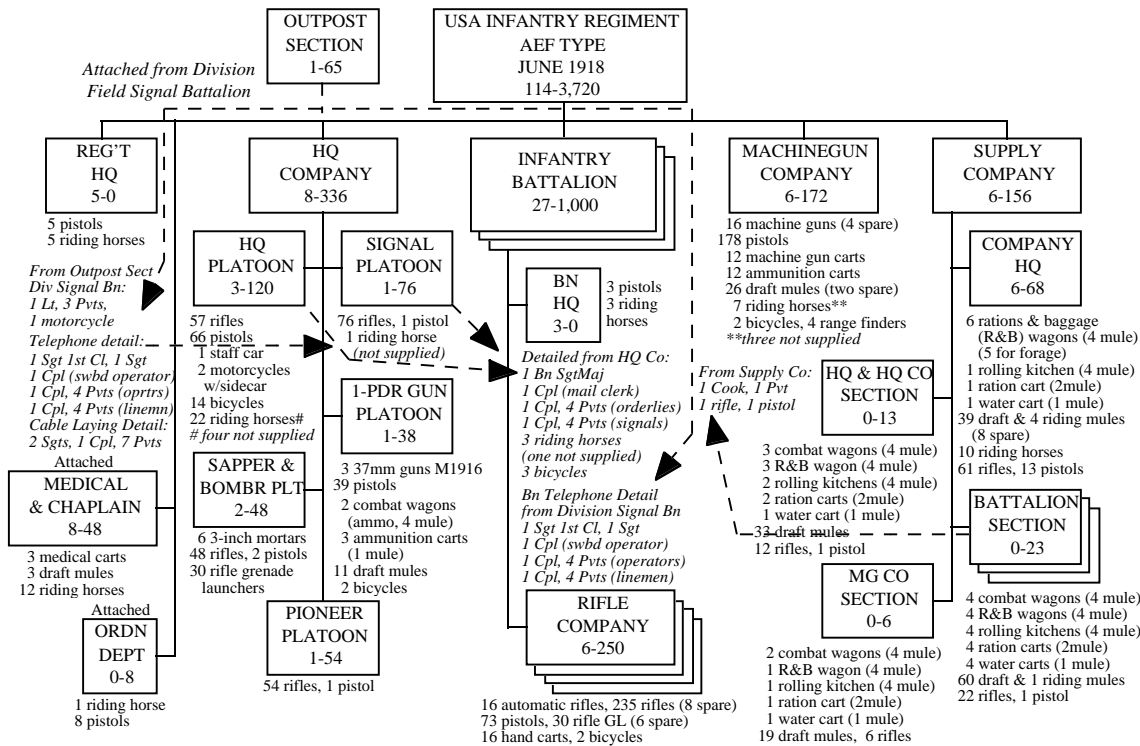 OUTPOST
SECTION
1-65
USA INFANTRY REGIMENT
AEF TYPE
JUNE 1918
114-3,720
Attached from Division
Field Signal Battalion
REG'T
HQ
5-0
5 pistols
5 riding horses
From Outpost Sect
Div Signal Bn:
1 Lt, 3 Pvts,
1 motorcycle
Telephone detail:
1 Sgt 1st Cl, 1 Sgt
1 Cpl (swbd operator)
1 Cpl, 4 Pvts (oprtrs)
1 Cpl, 4 Pvts (linemn)
Cable Laying Detail:
2 Sgts, 1 Cpl, 7 Pvts
Attached
MEDICAL
& CHAPLAIN
8-48
3 medical carts
3 draft mules
12 riding horses
Attached
ORDN
DEPT
0-8
1 riding horse
8 pistols
HQ
COMPANY
8-336
HQ
PLATOON
3-120
57 rifles
66 pistols
1 staff car
2 motorcycles
w/sidecar
14 bicycles
22 riding horses#
# four not supplied
SIGNAL
PLATOON
1-76
76 rifles, 1 pistol
1 riding horse
(not supplied)
1-PDR GUN
PLATOON
1-38
3 37mm guns M1916
39 pistols
2 combat wagons
(ammo, 4 mule)
3 ammunition carts
(1 mule)
11 draft mules
2 bicycles
SAPPER &
BOMBR PLT
2-48
6 3-inch mortars
48 rifles, 2 pistols
30 rifle grenade
launchers
PIONEER
PLATOON
1-54
54 rifles, 1 pistol
INFANTRY
BATTALION
27-1,000
BN
HQ
3-0
3 pistols
3 riding
horses
Detailed from HQ Co:
1 Bn SgtMaj
1 Cpl (mail clerk)
1 Cpl, 4 Pvts (orderlies)
1 Cpl, 4 Pvts (signals)
3 riding horses
(one not supplied)
3 bicycles
Bn Telephone Detail
from Division Signal Bn
1 Sgt 1st Cl, 1 Sgt
1 Cpl (swbd operator)
1 Cpl, 4 Pvts (operators)
1 Cpl, 4 Pvts (linemen)
RIFLE
COMPANY
6-250
16 automatic rifles, 235 rifles (8 spare)
73 pistols, 30 rifle GL (6 spare)
16 hand carts, 2 bicycles
MACHINEGUN
COMPANY
6-172
16 machine guns (4 spare)
178 pistols
12 machine gun carts
12 ammunition carts
26 draft mules (two spare)
7 riding horses**
2 bicycles, 4 range finders
**three not supplied
From Supply Co:
1 Cook, 1 Pvt
1 rifle, 1 pistol
SUPPLY
COMPANY
6-156
COMPANY
HQ
6-68
6 rations & baggage
(R&B) wagons (4 mule)
(5 for forage)
1 rolling kitchen (4 mule)
1 ration cart (2mule)
1 water cart (1 mule)
39 draft & 4 riding mules
(8 spare)
10 riding horses
61 rifles, 13 pistols
HQ & HQ CO
SECTION
0-13
3 combat wagons (4 mule)
3 R&B wagon (4 mule)
2 rolling kitchens (4 mule)
2 ration carts (2mule)
1 water cart (1 mule)
33 draft mules
12 rifles, 1 pistol
BATTALION
SECTION
0-23
4 combat wagons (4 mule)
4 R&B wagons (4 mule)
4 rolling kitchens (4 mule)
4 ration carts (2mule)
4 water carts (1 mule)
60 draft & 1 riding mules
22 rifles, 1 pistol
MG CO
SECTION
0-6
2 combat wagons (4 mule)
1 R&B wagon (4 mule)
1 rolling kitchen (4 mule)
1 ration cart (2mule)
1 water cart (1 mule)
19 draft mules, 6 rifles